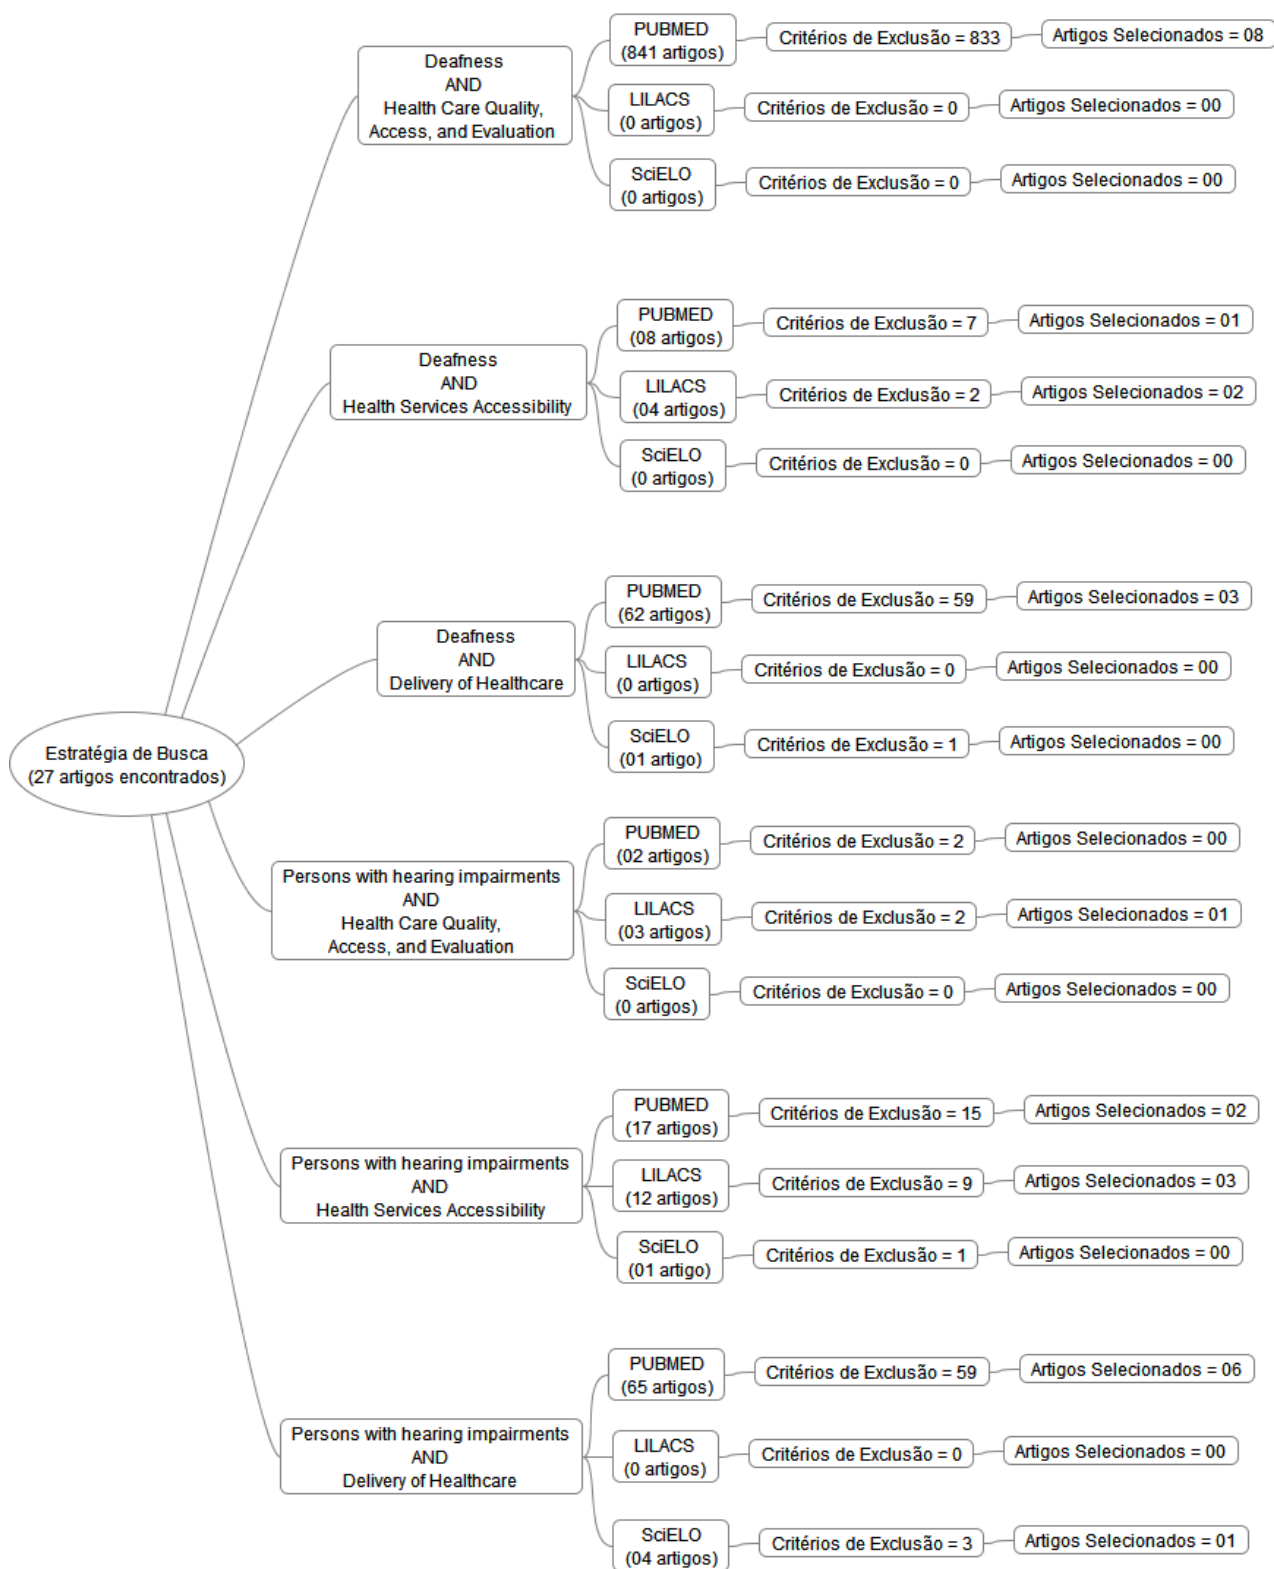 Estratégia de Busca
(27 artigos encontrados)
Deafness
AND
Health Care Quality,
Access, and Evaluation
PUBMED
(841 artigos)
Critérios de Exclusão = 833
Artigos Selecionados = 08
LILACS
(0 artigos)
Critérios de Exclusão = 0
Artigos Selecionados = 00
SciELO
(0 artigos)
Critérios de Exclusão = 0
Artigos Selecionados = 00
Deafness
AND
Health Services Accessibility
PUBMED
(08 artigos)
Critérios de Exclusão = 7
Artigos Selecionados = 01
LILACS
(04 artigos)
Critérios de Exclusão = 2
Artigos Selecionados = 02
SciELO
(0 artigos)
Critérios de Exclusão = 0
Artigos Selecionados = 00
Deafness
AND
Delivery of Healthcare
PUBMED
(62 artigos)
Critérios de Exclusão = 59
Artigos Selecionados = 03
LILACS
(0 artigos)
Critérios de Exclusão = 0
Artigos Selecionados = 00
SciELO
(01 artigo)
Critérios de Exclusão = 1
Artigos Selecionados = 00
Persons with hearing impairments
AND
Health Care Quality,
Access, and Evaluation
PUBMED
(02 artigos)
Critérios de Exclusão = 2
Artigos Selecionados = 00
LILACS
(03 artigos)
Critérios de Exclusão = 2
Artigos Selecionados = 01
SciELO
(0 artigos)
Critérios de Exclusão = 0
Artigos Selecionados = 00
Persons with hearing impairments
AND
Health Services Accessibility
PUBMED
(17 artigos)
Critérios de Exclusão = 15
Artigos Selecionados = 02
LILACS
(12 artigos)
Critérios de Exclusão = 9
Artigos Selecionados = 03
SciELO
(01 artigo)
Critérios de Exclusão = 1
Artigos Selecionados = 00
Persons with hearing impairments
AND
Delivery of Healthcare
PUBMED
(65 artigos)
Critérios de Exclusão = 59
Artigos Selecionados = 06
LILACS
(0 artigos)
Critérios de Exclusão = 0
Artigos Selecionados = 00
SciELO
(04 artigos)
Critérios de Exclusão = 3
Artigos Selecionados = 01